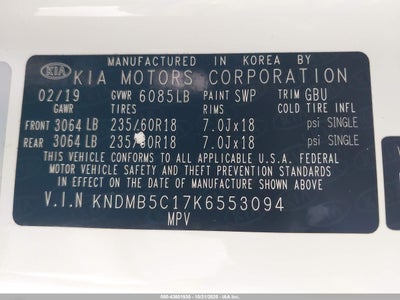 MANUFACTURED IN KOREA BY
KIA KIA MOTORS CORPORATION
02/19 GVWR 6085LB PAINT SWP TRIM GBU
GAWR TIRES RIMS COLD TIRE INFL
FRONT 3064 LB 235/60R18 7.0Jx18 psi SINGLE
REAR 3064 LB 235/60R18 7.0Jx18 psi SINGLE
THIS VEHICLE CONFORMS TO ALL APPLICABLE U.S.A. FEDERAL
MOTOR VEHICLE SAFETY AND BUMPER STANDARDS IN EFFECT ON
THE DATE OF MANUFACTURE SHOWN ABOVE.
V.I.N KNDMB5C17K6553094
MPV